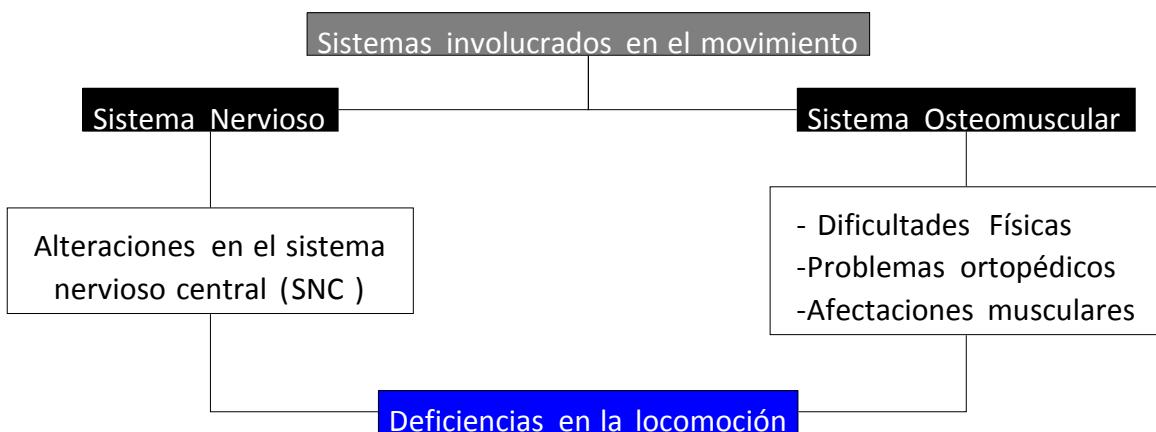 Sistemas involucrados en el movimiento
Sistema Nervioso
Sistema Osteomuscular
Alteraciones en el sistema
nervioso central (SNC )
- Dificultades Físicas
-Problemas ortopédicos
-Afectaciones musculares
Deficiencias en la locomoción